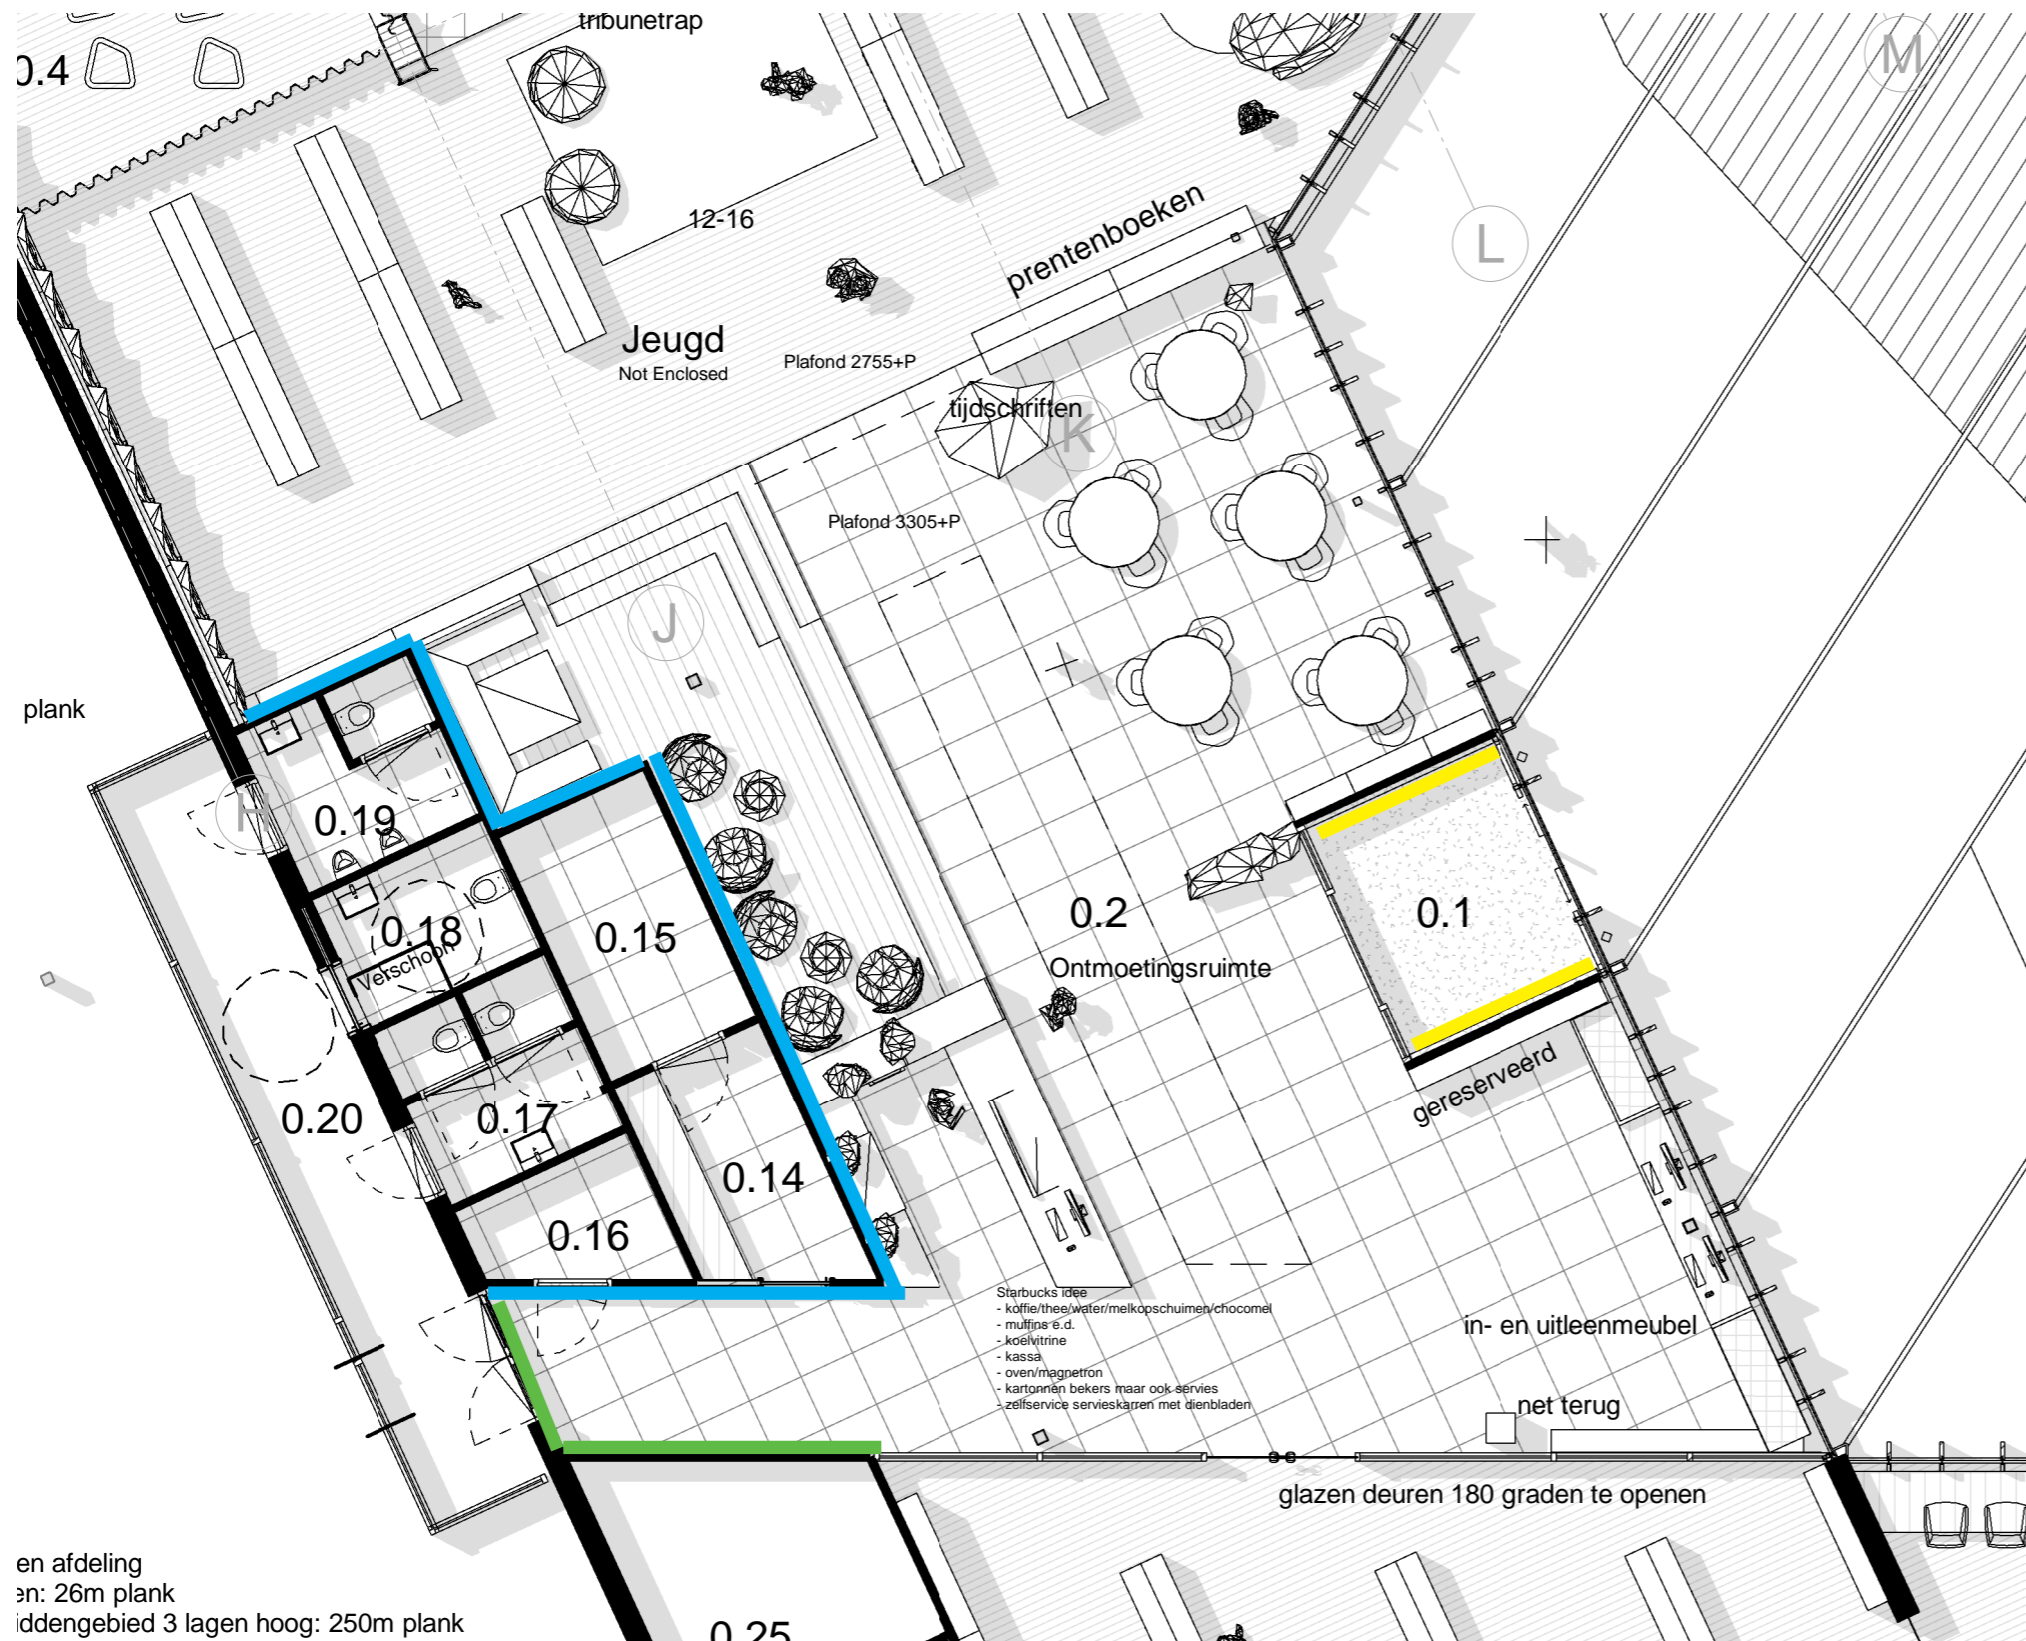 tribunetrap
0.4
M
12-16
prentenboeken
L
Jeugd
Not Enclosed
Plafond 2755+P
tijdschriften
K
Plafond 3305+P
J
plank
H
0.19
0.18
Verschoon
0.15
0.2
Ontmoetingsruimte
0.1
gereserveerd
0.20
0.17
0.14
0.16
Starbucks idee
- koffie/thee/water/melkopschuimen/chocomel
- muffins e.d.
- koelvitrine
- kassa
- oven/magnetron
- kartonnen bekers maar ook servies
- zelfservice servieskarren met dienbladen
in- en uitleenmeubel
net terug
glazen deuren 180 graden te openen
en afdeling
en: 26m plank
iddengebied 3 lagen hoog: 250m plank
0.25